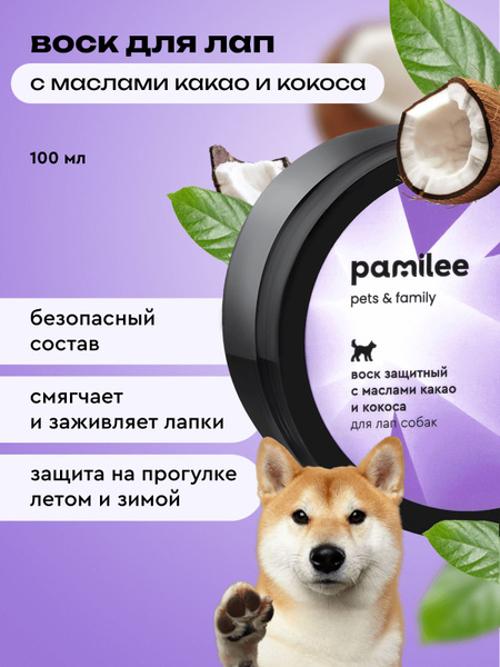 воск для лап
с маслами какао и кокоса
100 мл
pamilee
pets & family
воск защитный
с маслами какао
и кокоса
для лап собак
безопасный
состав
смягчает
и заживляет лапки
защита на прогулке
летом и зимой